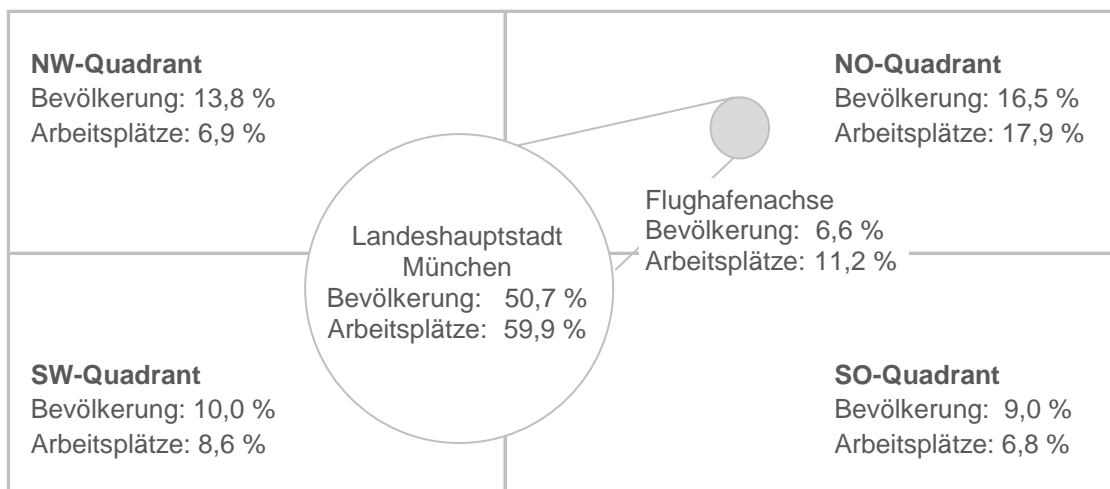 NW-Quadrant
Bevölkerung: 13,8 %
Arbeitsplätze: 6,9 %
NO-Quadrant
Bevölkerung: 16,5 %
Arbeitsplätze: 17,9 %
Flughafenachse
Bevölkerung: 6,6 %
Arbeitsplätze: 11,2 %
Landeshauptstadt
München
Bevölkerung: 50,7 %
Arbeitsplätze: 59,9 %
SW-Quadrant
Bevölkerung: 10,0 %
Arbeitsplätze: 8,6 %
SO-Quadrant
Bevölkerung: 9,0 %
Arbeitsplätze: 6,8 %